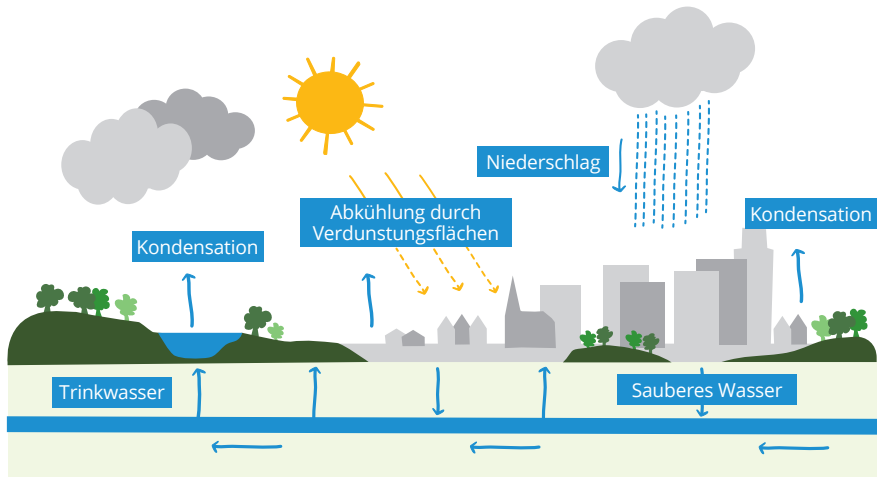 Niederschlag
Abkühlung durch
Verdunstungsflächen
Kondensation
Kondensation
Trinkwasser
Sauberes Wasser